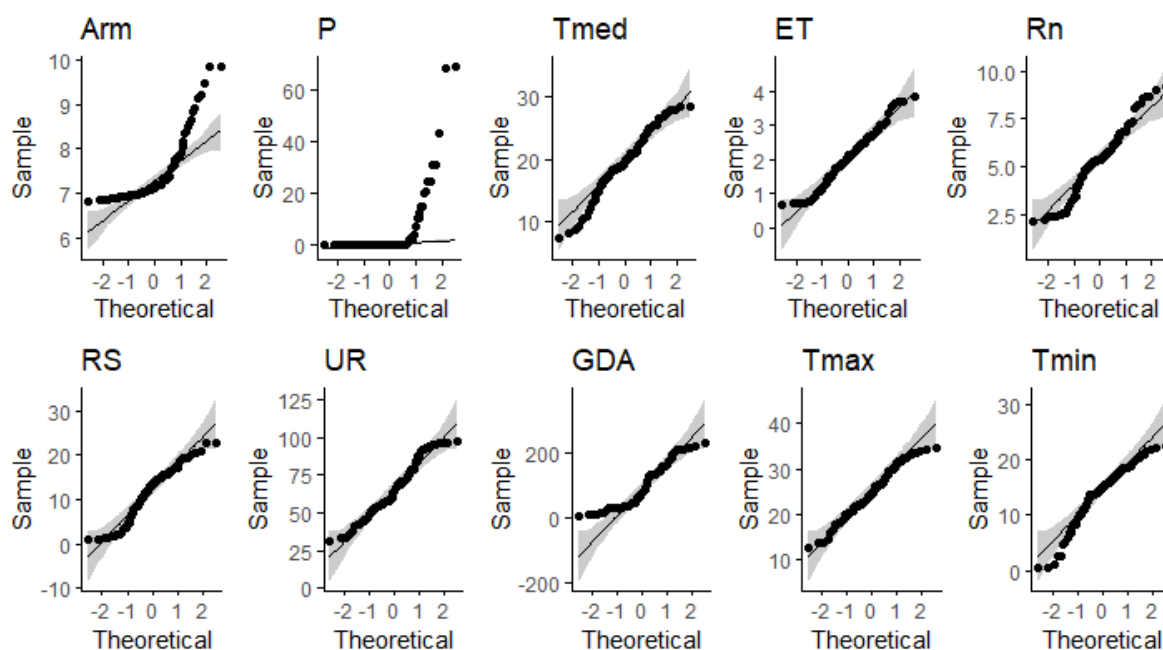 Arm P Tmed ET Rn
10
9
8
7
6
Sample
-2 -1 0 1 2
Theoretical
60
40
20
0
Sample
-2 -1 0 1 2
Theoretical
30
20
10
Sample
-2 -1 0 1 2
Theoretical
4
3
2
1
0
Sample
-2 -1 0 1 2
Theoretical
10.0
7.5
5.0
2.5
Sample
-2 -1 0 1 2
Theoretical
RS UR GDA Tmax Tmin
30
20
10
0
-10
Sample
-2 -1 0 1 2
Theoretical
125
100
75
50
25
0
Sample
-2 -1 0 1 2
Theoretical
200
0
-200
Sample
-2 -1 0 1 2
Theoretical
40
30
20
10
Sample
-2 -1 0 1 2
Theoretical
30
20
10
0
Sample
-2 -1 0 1 2
Theoretical